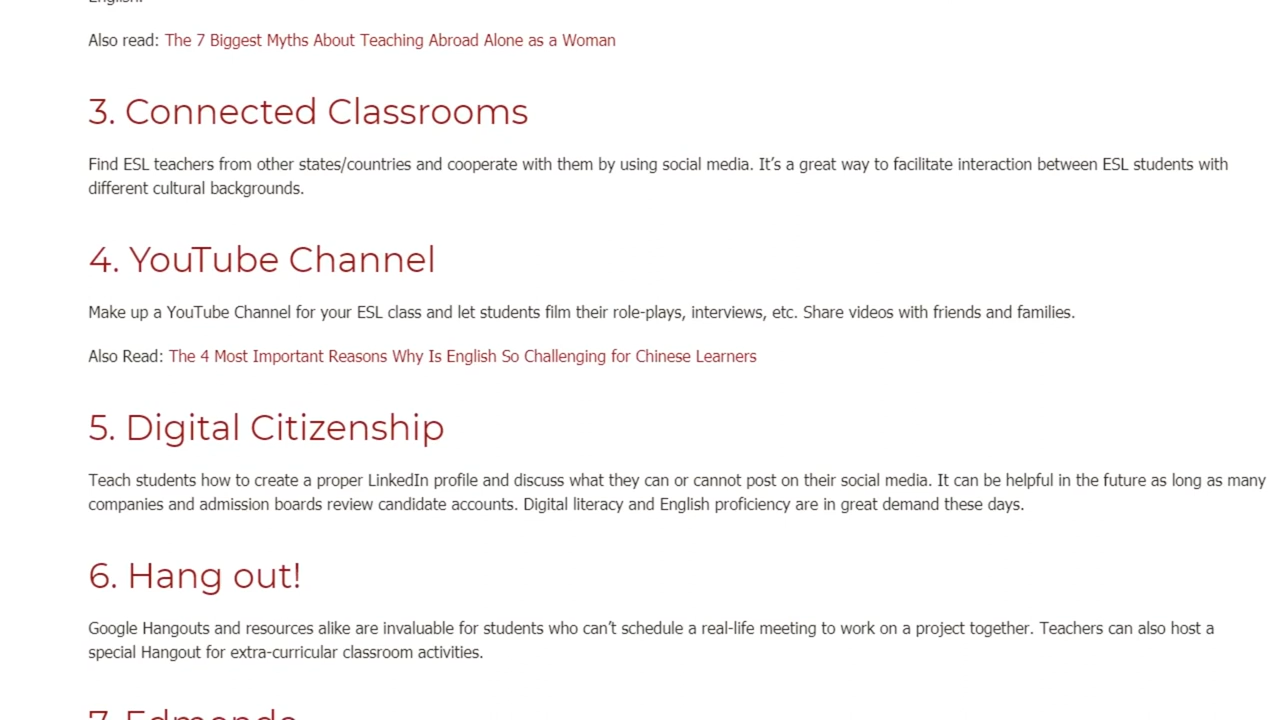 English.
Also read: The 7 Biggest Myths About Teaching Abroad Alone as a Woman
3. Connected Classrooms
Find ESL teachers from other states/countries and cooperate with them by using social media. It’s a great way to facilitate interaction between ESL students with
different cultural backgrounds.
4. YouTube Channel
Make up a YouTube Channel for your ESL class and let students film their role-plays, interviews, etc. Share videos with friends and families.
Also Read: The 4 Most Important Reasons Why Is English So Challenging for Chinese Learners
5. Digital Citizenship
Teach students how to create a proper LinkedIn profile and discuss what they can or cannot post on their social media. It can be helpful in the future as long as many
companies and admission boards review candidate accounts. Digital literacy and English proficiency are in great demand these days.
6. Hang out!
Google Hangouts and resources alike are invaluable for students who can’t schedule a real-life meeting to work on a project together. Teachers can also host a
special Hangout for extra-curricular classroom activities.
7. Edmondo